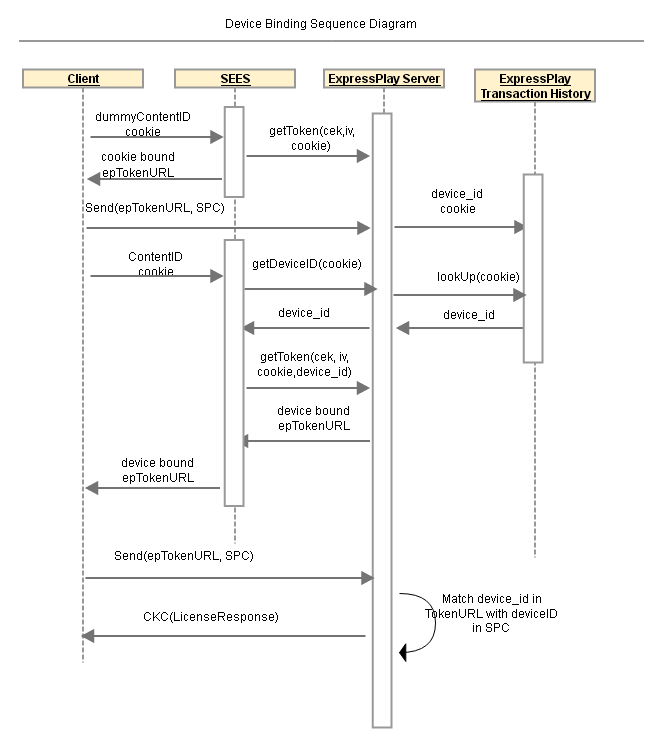 Device Binding Sequence Diagram
Client
SEES
ExpressPlay Server
ExpressPlay
Transaction History
dummyContentID
cookie
getToken(cek,iv,
cookie)
cookie bound
epTokenURL
Send(epTokenURL, SPC)
device_id
cookie
ContentID
cookie
getDeviceID(cookie)
lookUp(cookie)
device_id
device_id
getToken(cek, iv,
cookie,device_id)
device bound
epTokenURL
device bound
epTokenURL
Send(epTokenURL, SPC)
Match device_id in
TokenURL with deviceID
in SPC
CKC(LicenseResponse)